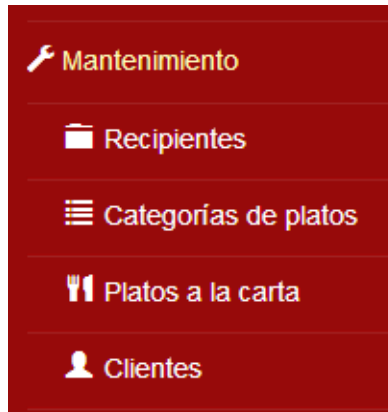 Mantenimiento
Recipientes
Categorías de platos
Platos a la carta
Clientes